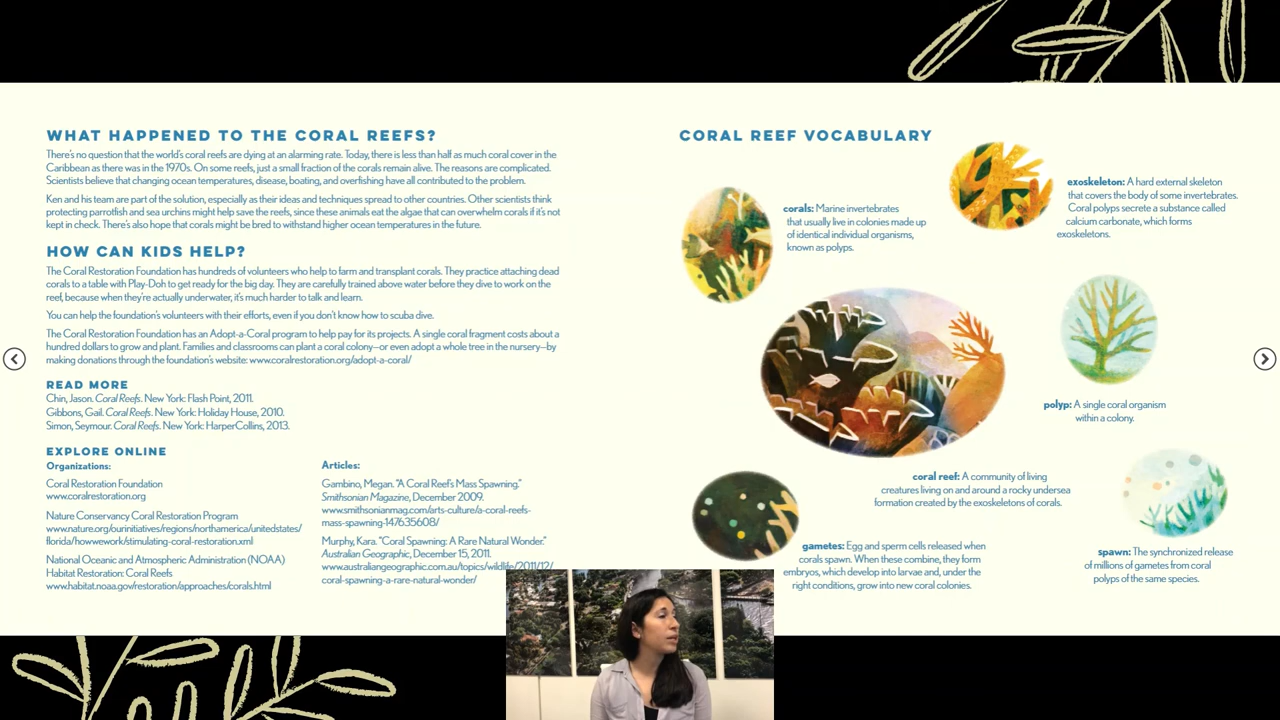 WHAT HAPPENED TO THE CORAL REEFS?
There's no question that the world's coral reefs are dying at an alarming rate. Today, there is less than half as much coral cover in the
Caribbean as there was in the 1970s. On some reefs, just a small fraction of the corals remain alive. The reasons are complicated.
Scientists believe that changing ocean temperatures, disease, boating, and overfishing have all contributed to the problem.
Ken and his team are part of the solution, especially as their ideas and techniques spread to other countries. Other scientists think
protecting parrotfish and sea urchins might help save the reefs, since these animals eat the algae that can overwhelm corals if it's not
kept in check. There's also hope that corals might be bred to withstand higher ocean temperatures in the future.
HOW CAN KIDS HELP?
The Coral Restoration Foundation has hundreds of volunteers who help to farm and transplant corals. They practice attaching dead
corals to a table with Play-Doh to get ready for the big day. They are carefully trained above water before they dive to work on the
reef, because when they're actually underwater, it's much harder to talk and learn.
You can help the foundation's volunteers with their efforts, even if you don't know how to scuba dive.
The Coral Restoration Foundation has an Adopt-a-Coral program to help pay for its projects. A single coral fragment costs about a
hundred dollars to grow and plant. Families and classrooms can plant a coral colony—or even adopt a whole tree in the nursery—by
making donations through the foundation's website: www.coralrestoration.org/adopt-a-coral/
READ MORE
Chin, Jason. Coral Reefs. New York: Flash Point, 2011.
Gibbons, Gail. Coral Reefs. New York: Holiday House, 2010.
Simon, Seymour. Coral Reefs. New York: HarperCollins, 2013.
EXPLORE ONLINE
Organizations:
Coral Restoration Foundation
www.coralrestoration.org
Nature Conservancy Coral Restoration Program
www.nature.org/ourinitiatives/regions/northamerica/unitedstates/
florida/howwework/stimulating-coral-restoration.xml
National Oceanic and Atmospheric Administration (NOAA)
Habitat Restoration: Coral Reefs
www.habitat.noaa.gov/restoration/approaches/corals.html
Articles:
Gambino, Megan. "A Coral Reef's Mass Spawning."
Smithsonian Magazine, December 2009.
www.smithsonianmag.com/arts-culture/a-coral-reefs-
mass-spawning-147635608/
Murphy, Kara. "Coral Spawning: A Rare Natural Wonder."
Australian Geographic, December 15, 2011.
www.australiangeographic.com.au/topics/wildlife/2011/12/
coral-spawning-a-rare-natural-wonder/
CORAL REEF VOCABULARY
corals: Marine invertebrates
that usually live in colonies made up
of identical individual organisms,
known as polyps.
exoskeleton: A hard external skeleton
that covers the body of some invertebrates.
Coral polyps secrete a substance called
calcium carbonate, which forms
exoskeletons.
polyp: A single coral organism
within a colony.
coral reef: A community of living
creatures living on and around a rocky undersea
formation created by the exoskeletons of corals.
gametes: Egg and sperm cells released when
corals spawn. When these combine, they form
embryos, which develop into larvae and, under the
right conditions, grow into new coral colonies.
spawn: The synchronized release
of millions of gametes from coral
polyps of the same species.